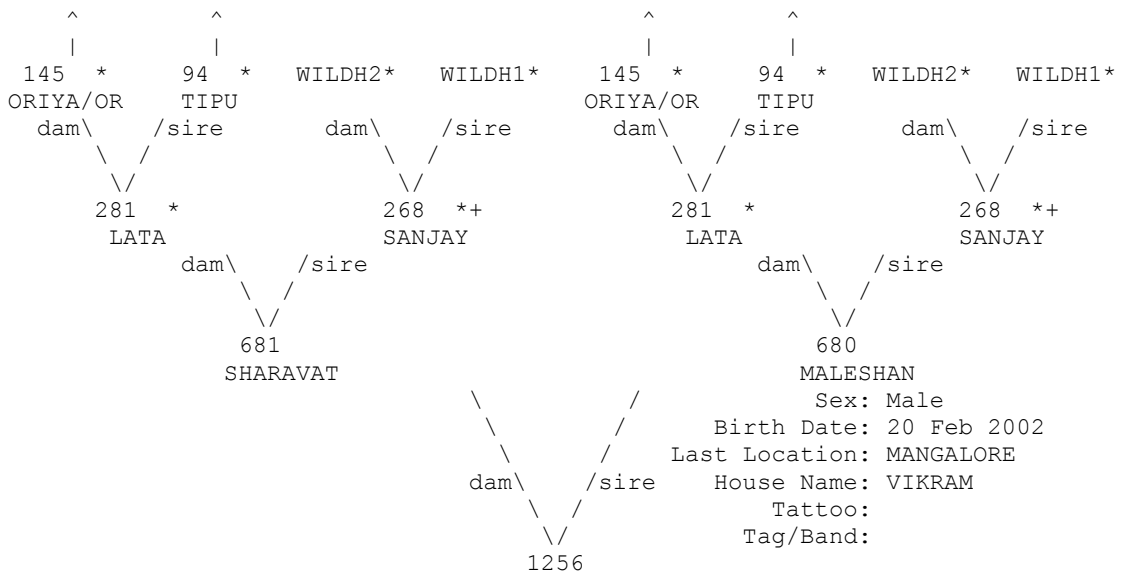 ^ ^ ^ ^
| | | |
145 * 94 * WILDH2* WILDH1* 145 * 94 * WILDH2* WILDH1*
ORIYA/OR TIPU ORIYA/OR TIPU
dam\ /sire dam\ /sire dam\ /sire dam\ /sire
\ / \ / \ / \ /
\/ \/ \/ \/
281 * 268 *+ 281 * 268 *+
LATA SANJAY LATA SANJAY
dam\ /sire dam\ /sire
\ / \ /
\/ \/
681 680
SHARAVAT MALESHAN
\ / Sex: Male
\ / Birth Date: 20 Feb 2002
\ / Last Location: MANGALORE
dam\ /sire House Name: VIKRAM
\ / Tattoo:
\/ Tag/Band:
1256